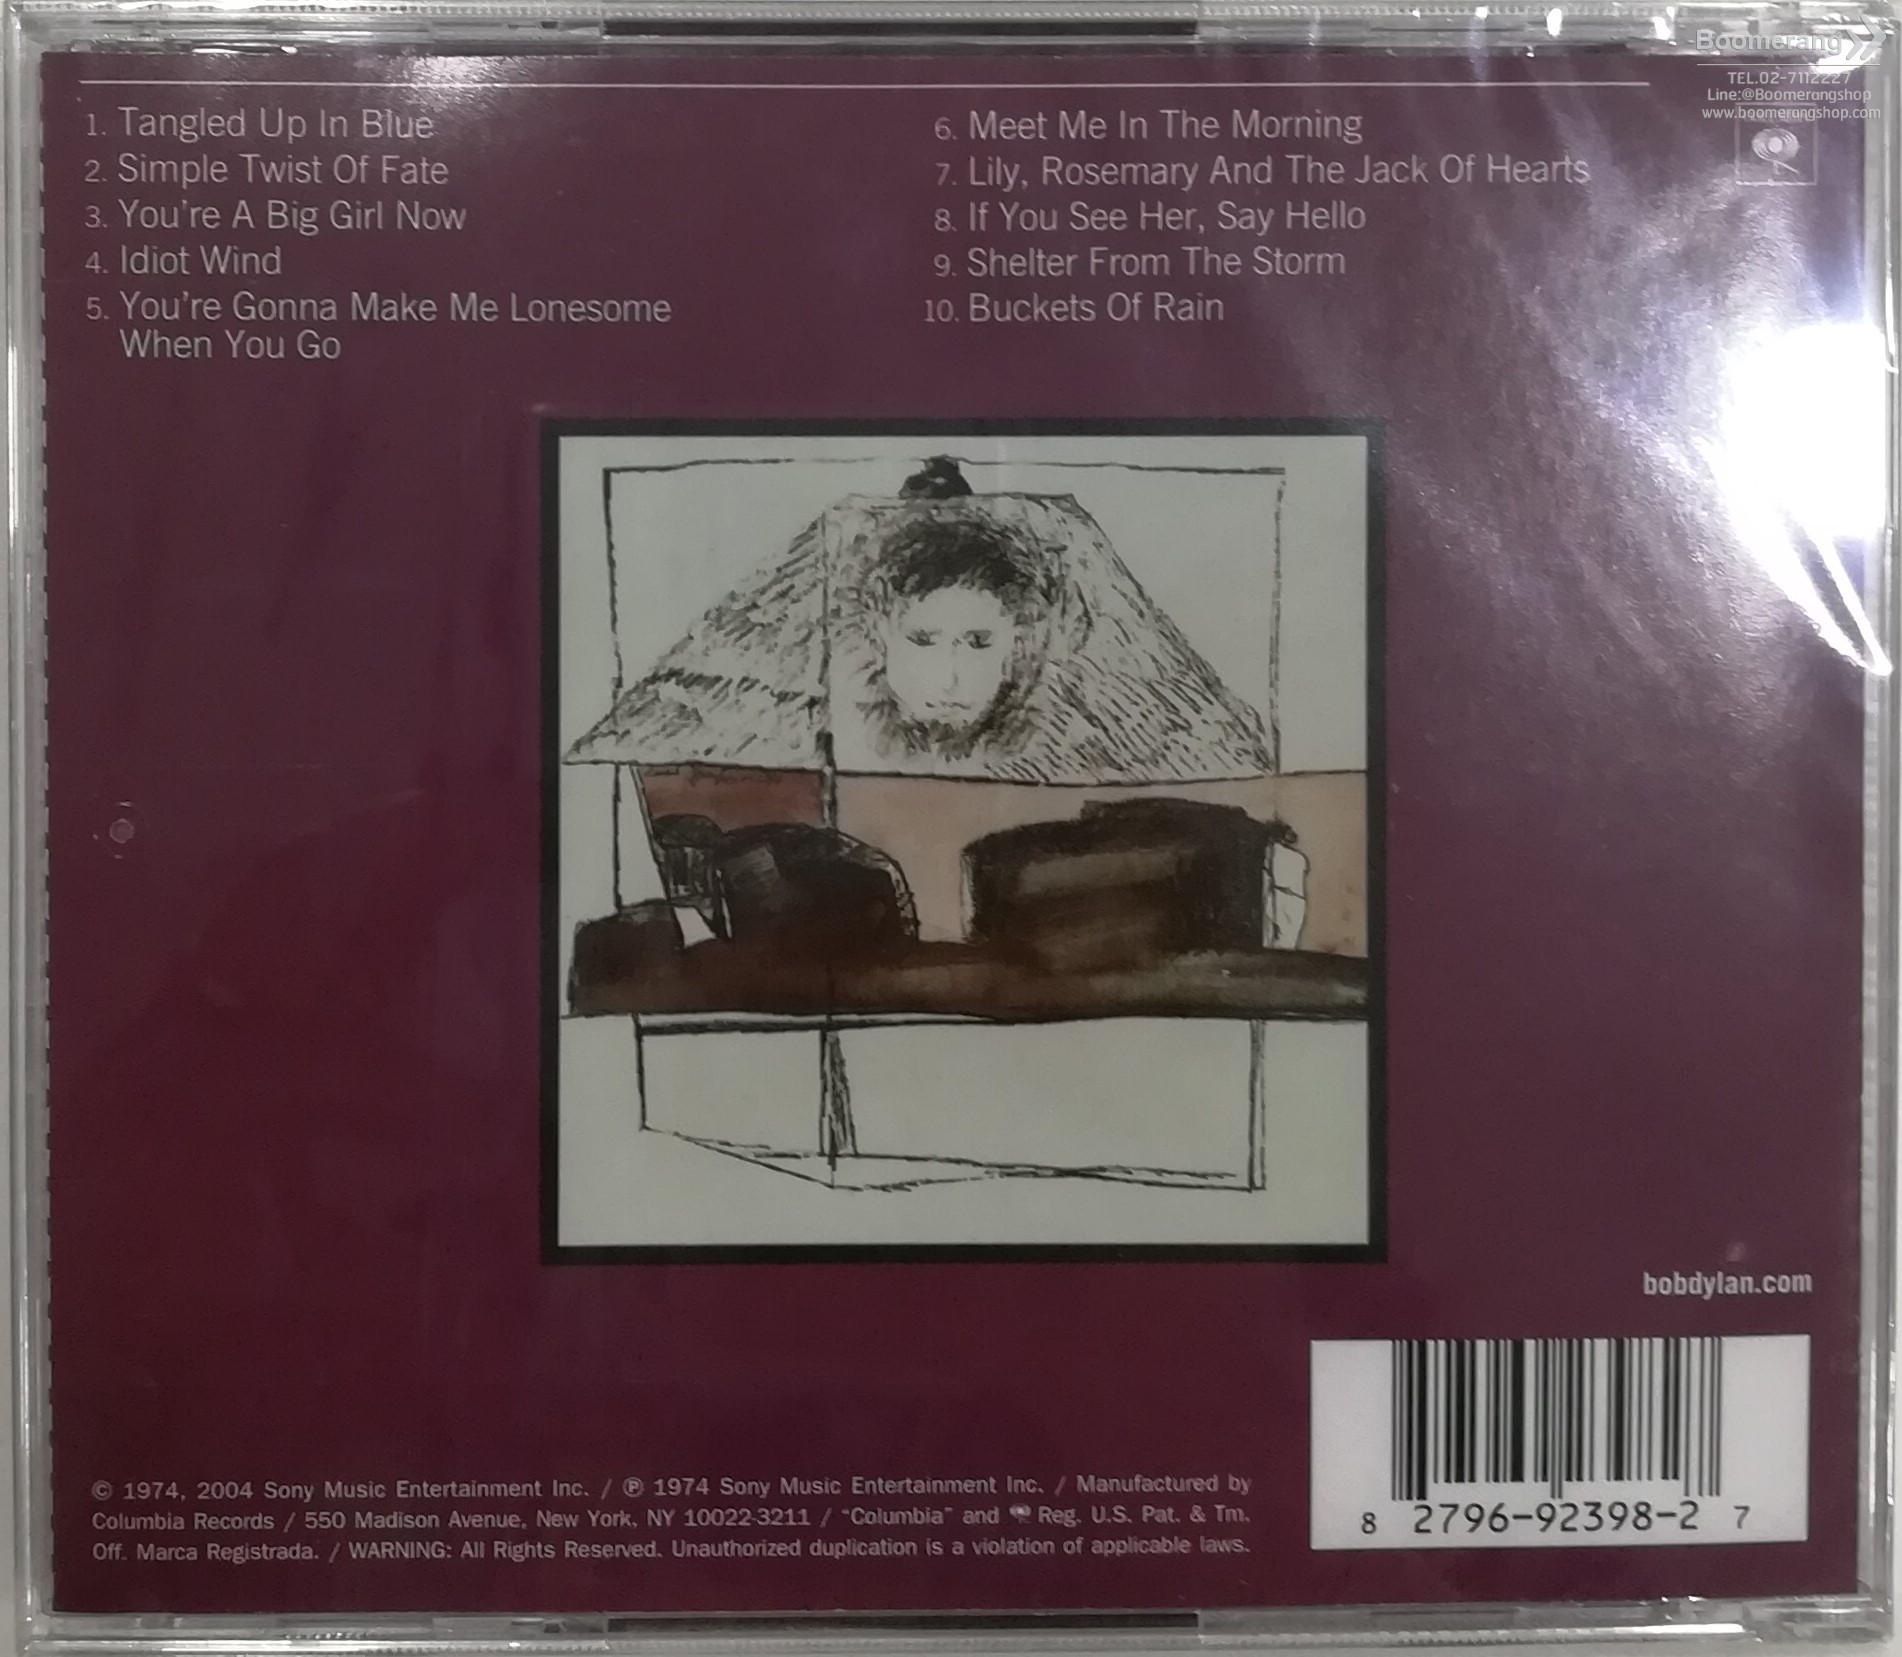 Boomerang
TEL.02-7112227
Line:@Boomerangshop
www.boomerangshop.com
1. Tangled Up In Blue
2. Simple Twist Of Fate
3. You're A Big Girl Now
4. Idiot Wind
5. You're Gonna Make Me Lonesome
When You Go
6. Meet Me In The Morning
7. Lily, Rosemary And The Jack Of Hearts
8. If You See Her, Say Hello
9. Shelter From The Storm
10. Buckets Of Rain
bobdylan.com
© 1974, 2004 Sony Music Entertainment Inc. / ℗ 1974 Sony Music Entertainment Inc. / Manufactured by
Columbia Records / 550 Madison Avenue, New York, NY 10022-3211 / "Columbia" and Reg. U.S. Pat. & Tm.
Off. Marca Registrada. / WARNING: All Rights Reserved. Unauthorized duplication is a violation of applicable laws.
8 2796-92398-2 7